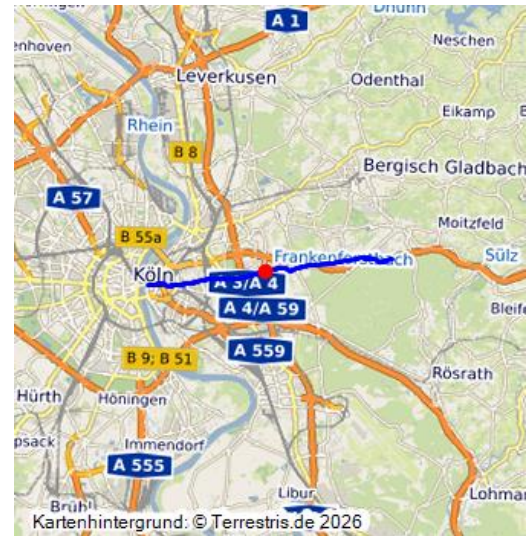 Dhünn
A 1
enhoven
Neschen
Leverkusen
Odenthal
Rhein
Eikamp
B 8
Bergisch Gladbach
A 57
Moitzfeld
B 55a
Frankenforstbach
Sülz
Köln
A 3/A 4
A 4/A 59
Bleife
A 559
B 9; B 51
Rösrath
Hürth
Höningen
psack
Immendorf
A 555
Libur
Lohmar
Brühl
Kartenhintergrund: © Terrestris.de 2026